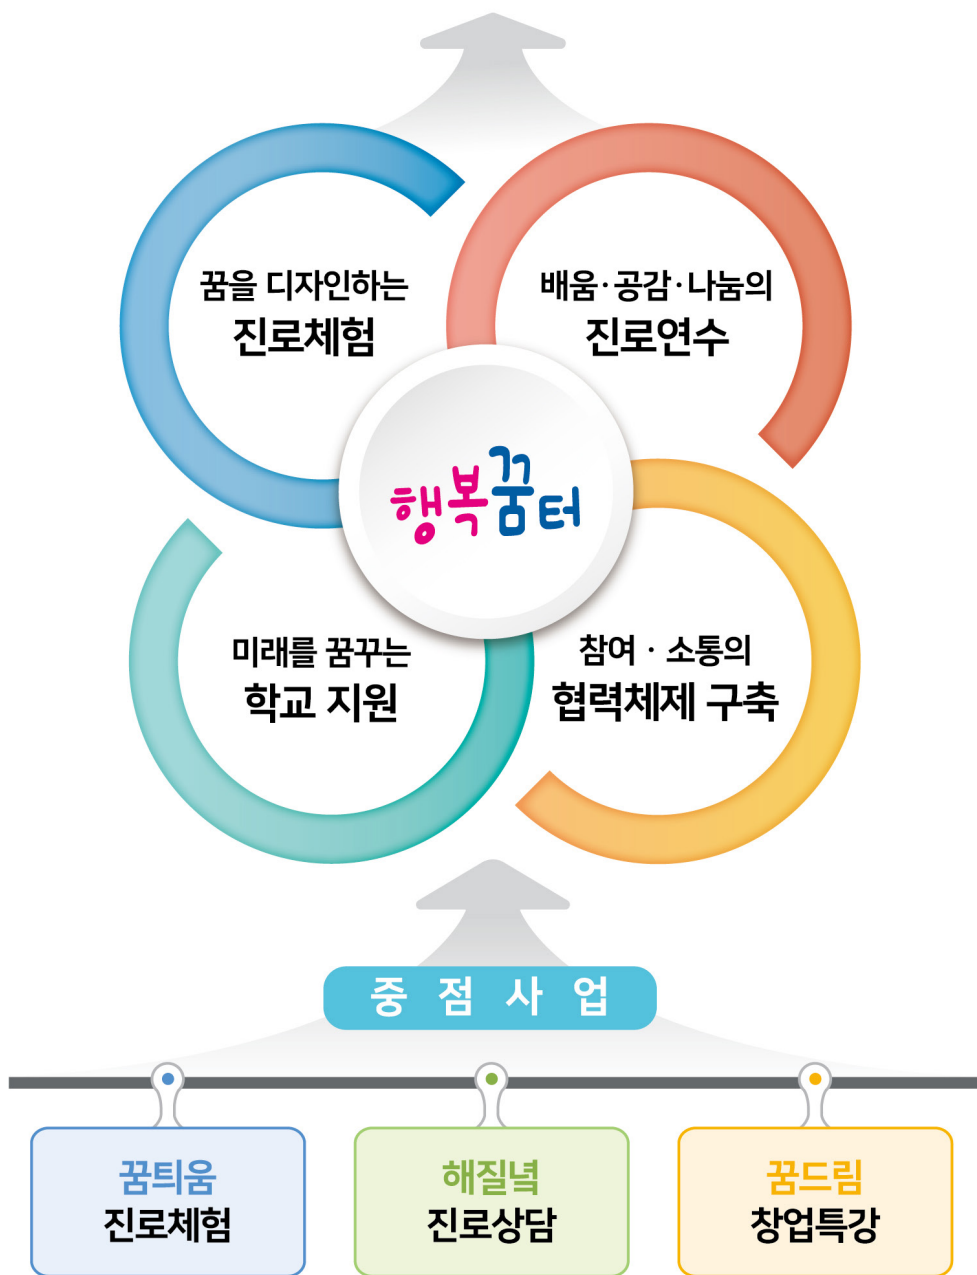 꿈을 디자인하는
진로체험
배움·공감·나눔의
진로연수
행복꿈터
미래를 꿈꾸는
학교 지원
참여 · 소통의
협력체제 구축
중 점 사 업
꿈틔움
진로체험
해질녘
진로상담
꿈드림
창업특강